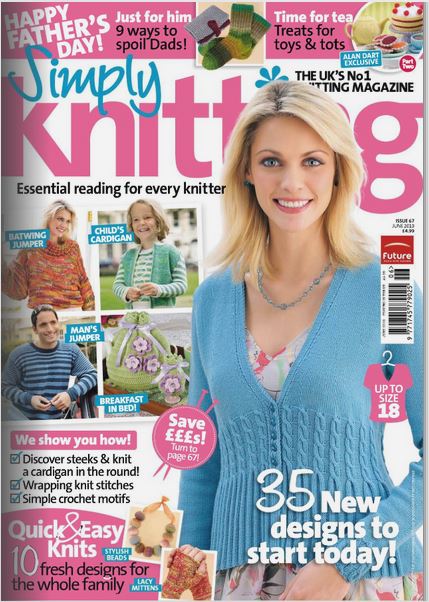 HAPPY
FATHER'S
DAY!
Just for him
9 ways to
spoil Dads!
Time for tea
Treats for
toys & tots
ALAN DART
EXCLUSIVE
Part
Two
Simply
knitting
THE UK'S No1
KNITTING MAGAZINE
Essential reading for every knitter
ISSUE 67
JUNE 2010
£4.99
Future
06
9 771745 779025
BATWING
JUMPER
CHILD'S
CARDIGAN
MAN'S
JUMPER
BREAKFAST
IN BED!
UP TO
SIZE
18
Save
£££s!
Turn to
page 67!
We show you how!
Discover steeks & knit
a cardigan in the round!
Wrapping knit stitches
Simple crochet motifs
35 New
designs to
start today!
Quick & Easy
Knits
STYLISH
BEADS
10 fresh designs for
the whole family
LACY
MITTENS